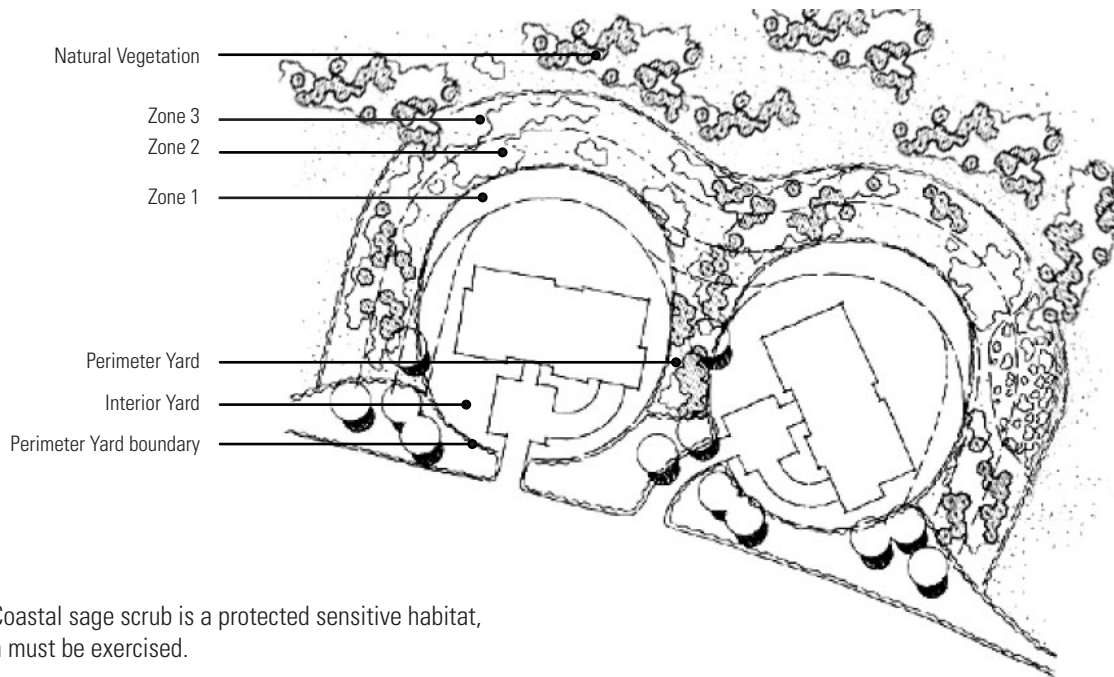 Natural Vegetation
Zone 3
Zone 2
Zone 1
Perimeter Yard
Interior Yard
Perimeter Yard boundary
Coastal sage scrub is a protected sensitive habitat,
must be exercised.